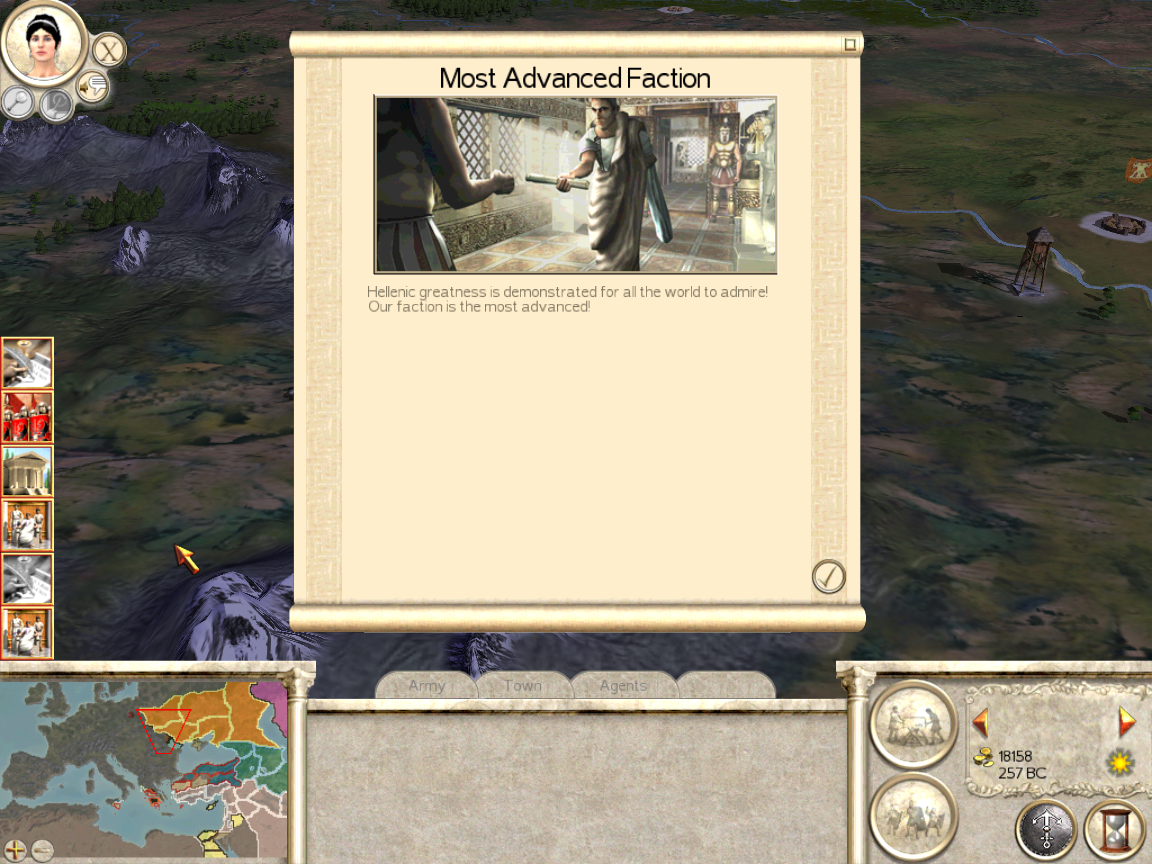 Most Advanced Faction
Hellenic greatness is demonstrated for all the world to admire!
Our faction is the most advanced!
Army
Town
Agents
18158
257 BC